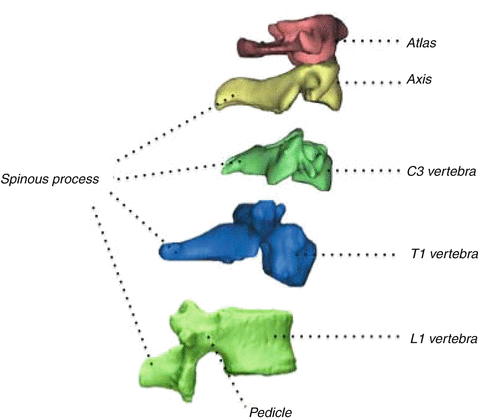 Atlas
Axis
C3 vertebra
Spinous process
T1 vertebra
L1 vertebra
Pedicle